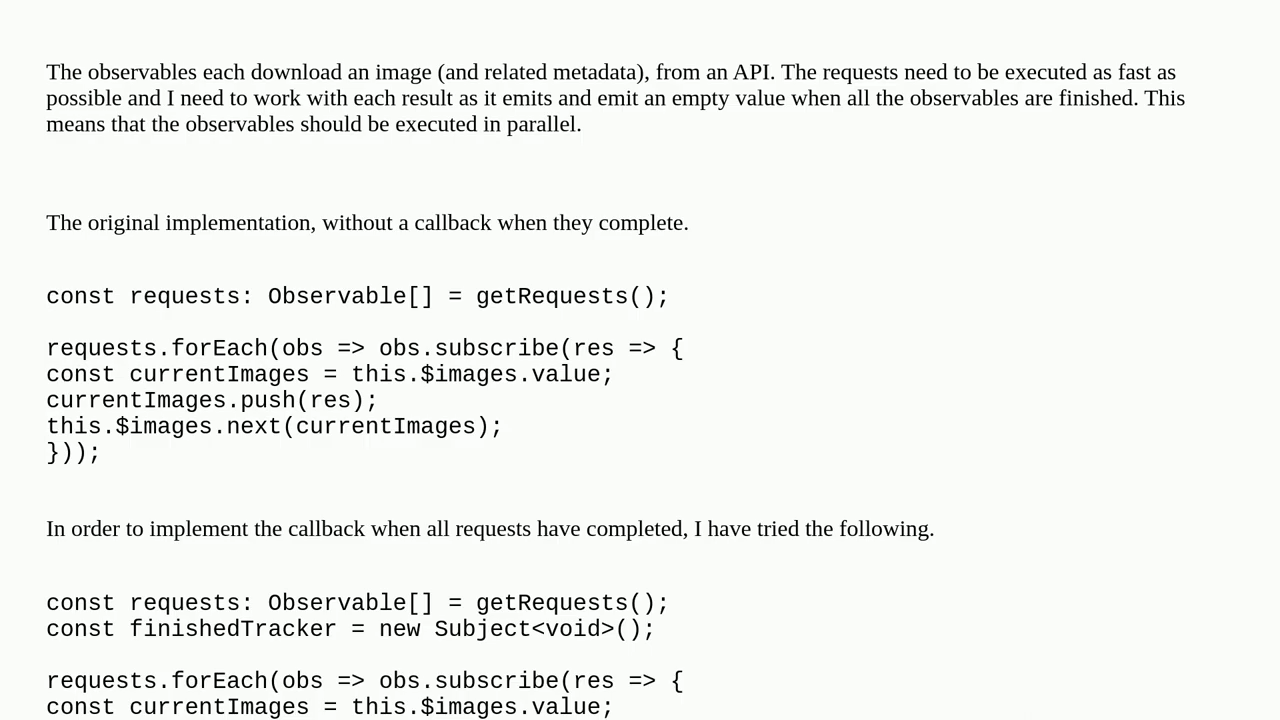 The observables each download an image (and related metadata), from an API. The requests need to be executed as fast as
possible and I need to work with each result as it emits and emit an empty value when all the observables are finished. This
means that the observables should be executed in parallel.
The original implementation, without a callback when they complete.
const requests: Observable[] = getRequests();
requests.forEach(obs => obs.subscribe(res => {
const currentImages = this.$images.value;
currentImages.push(res);
this.$images.next(currentImages);
}));
In order to implement the callback when all requests have completed, I have tried the following.
const requests: Observable[] = getRequests();
const finishedTracker = new Subject<void>();
requests.forEach(obs => obs.subscribe(res => {
const currentImages = this.$images.value;